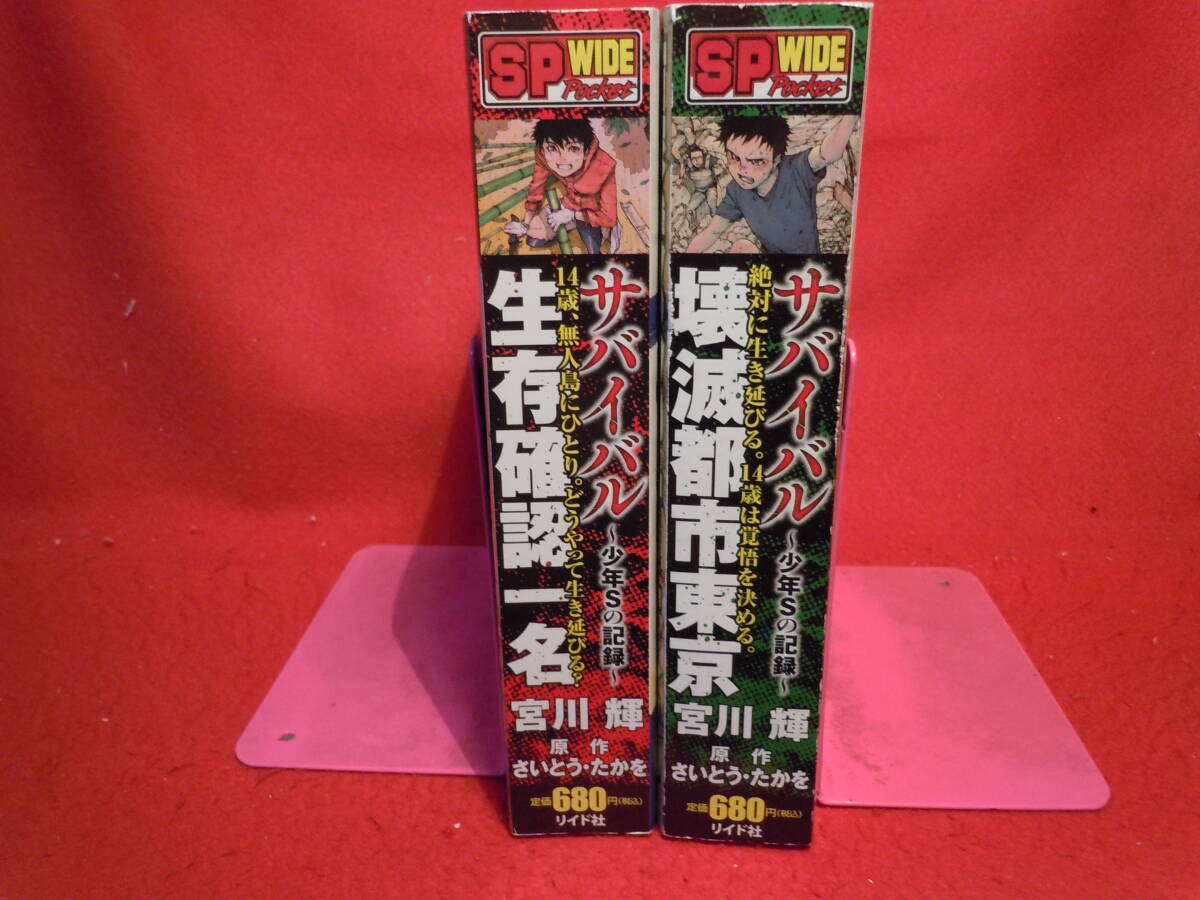 SP WIDE
Pocket
サバイバル
～少年Sの記録～
14歳、無人島にひとり。どうやって生き延びる?
生存確認一名
宮川 輝
原作
さいとう・たかを
定価680円(税込)
リイド社
SP WIDE
Pocket
サバイバル
～少年Sの記録～
絶対に生き延びる。14歳は覚悟を決める。
壊滅都市東京
宮川 輝
原作
さいとう・たかを
定価680円(税込)
リイド社